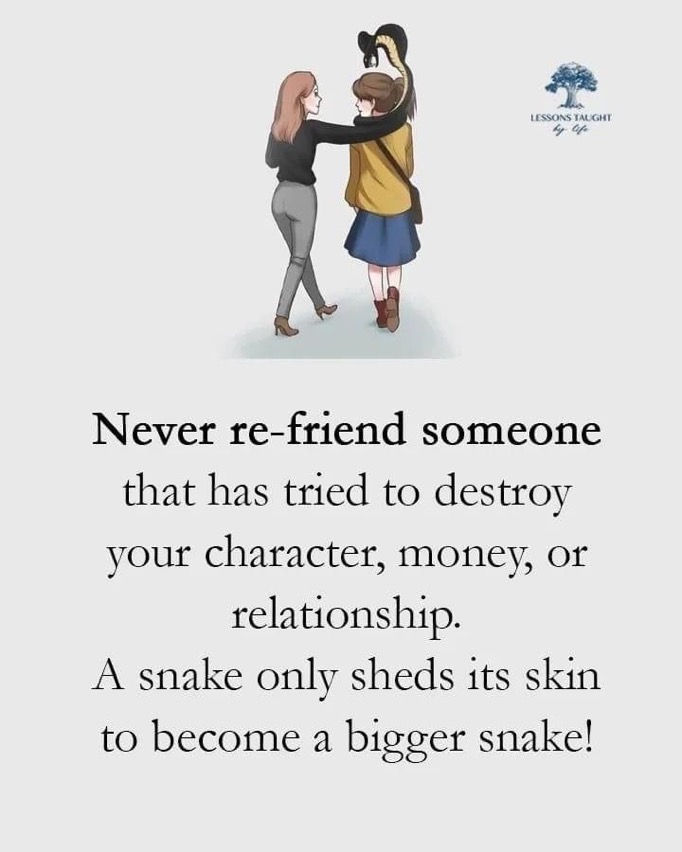 LESSONS TAUGHT
by life
Never re-friend someone
that has tried to destroy
your character, money, or
relationship.
A snake only sheds its skin
to become a bigger snake!